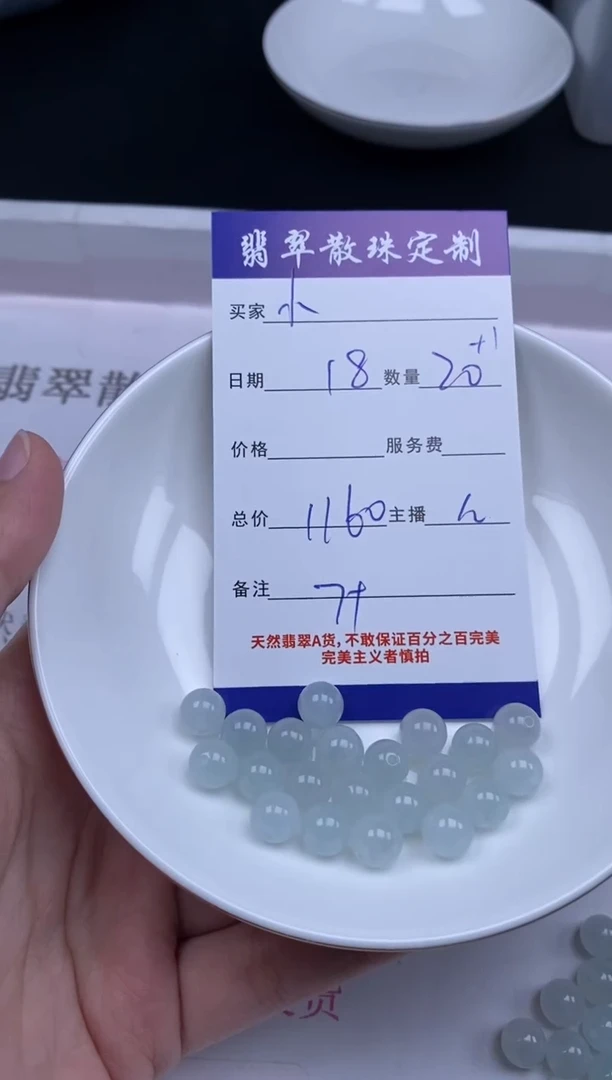 翡翠散珠定制
买家 小
日期 18 数量 20 +1
价格 服务费
总价 1160 主播
备注 7+
天然翡翠A货，不敢保证百分之百完美
完美主义者慎拍
翡翠散